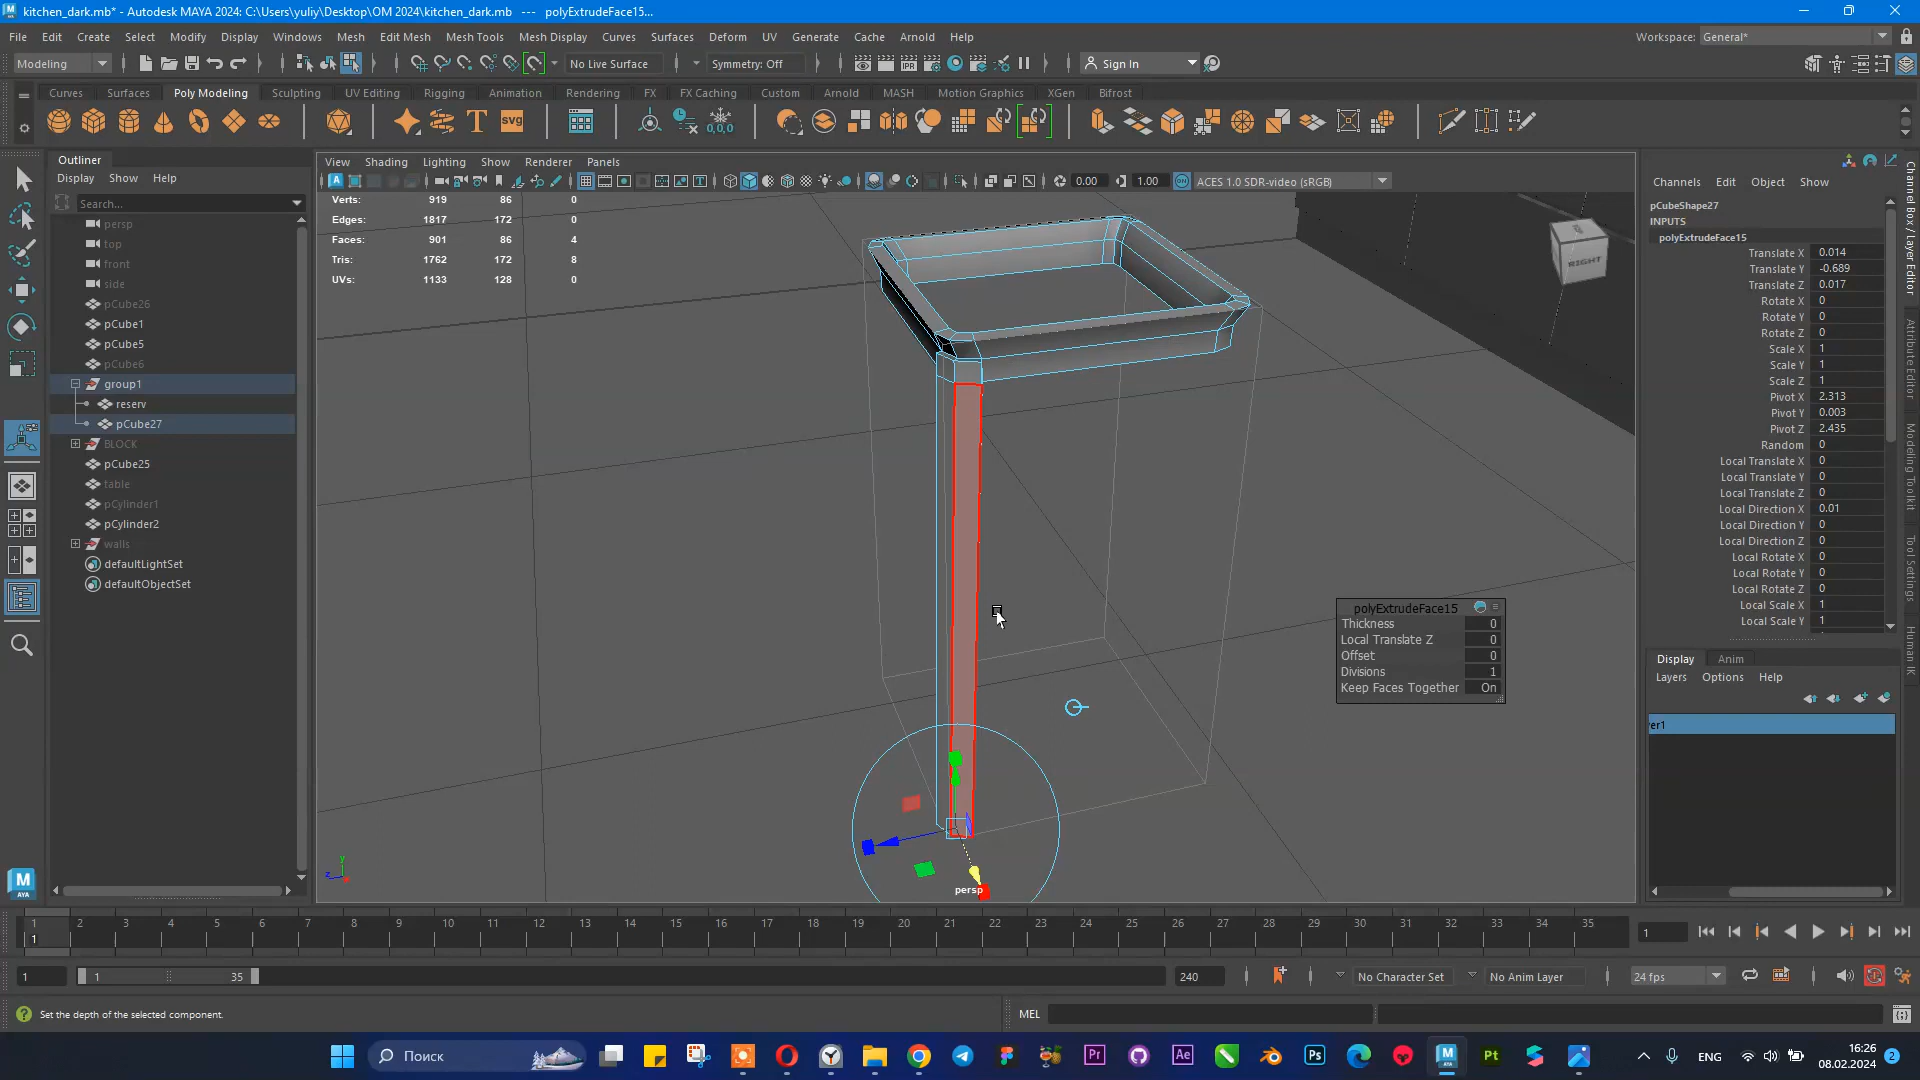 kitchen_dark.mb* - Autodesk MAYA 2024: C:\Users\yuliy\Desktop\OM 2024\kitchen_dark.mb   ---   polyExtrudeFace15...
File Edit Create Select Modify Display Windows Mesh Edit Mesh Mesh Tools Mesh Display Curves Surfaces Deform UV Generate Cache Arnold Help
Workspace: General*
Modeling
No Live Surface
Symmetry: Off
Sign In
Curves Surfaces Poly Modeling Sculpting UV Editing Rigging Animation Rendering FX FX Caching Custom Arnold MASH Motion Graphics XGen Bifrost
Outliner
Display Show Help
Search...
persp
top
front
side
pCube26
pCube1
pCube5
pCube6
group1
reserv
pCube27
BLOCK
pCube25
table
pCylinder1
pCylinder2
walls
defaultLightSet
defaultObjectSet
View Shading Lighting Show Renderer Panels
0.00
1.00
ACES 1.0 SDR-video (sRGB)
Verts: 919 86 0
Edges: 1817 172 0
Faces: 901 86 4
Tris: 1762 172 8
UVs: 1133 128 0
RIGHT
polyExtrudeFace15
Thickness 0
Local Translate Z 0
Offset 0
Divisions 1
Keep Faces Together On
persp
Channels Edit Object Show
pCubeShape27
INPUTS
polyExtrudeFace15
Translate X 0.014
Translate Y -0.689
Translate Z 0.017
Rotate X 0
Rotate Y 0
Rotate Z 0
Scale X 1
Scale Y 1
Scale Z 1
Pivot X 2.313
Pivot Y 0.003
Pivot Z 2.435
Random 0
Local Translate X 0
Local Translate Y 0
Local Translate Z 0
Local Direction X 0.01
Local Direction Y 0
Local Direction Z 0
Local Rotate X 0
Local Rotate Y 0
Local Rotate Z 0
Local Scale X 1
Local Scale Y 1
Display Anim
Layers Options Help
er1
Channel Box / Layer Editor
Attribute Editor
Modeling Toolkit
Tool Settings
Human IK
1 2 3 4 5 6 7 8 9 10 11 12 13 14 15 16 17 18 19 20 21 22 23 24 25 26 27 28 29 30 31 32 33 34 35
1
1
1
1
35
240
No Character Set
No Anim Layer
24 fps
Set the depth of the selected component.
MEL
Поиск
ENG
16:26
08.02.2024
2